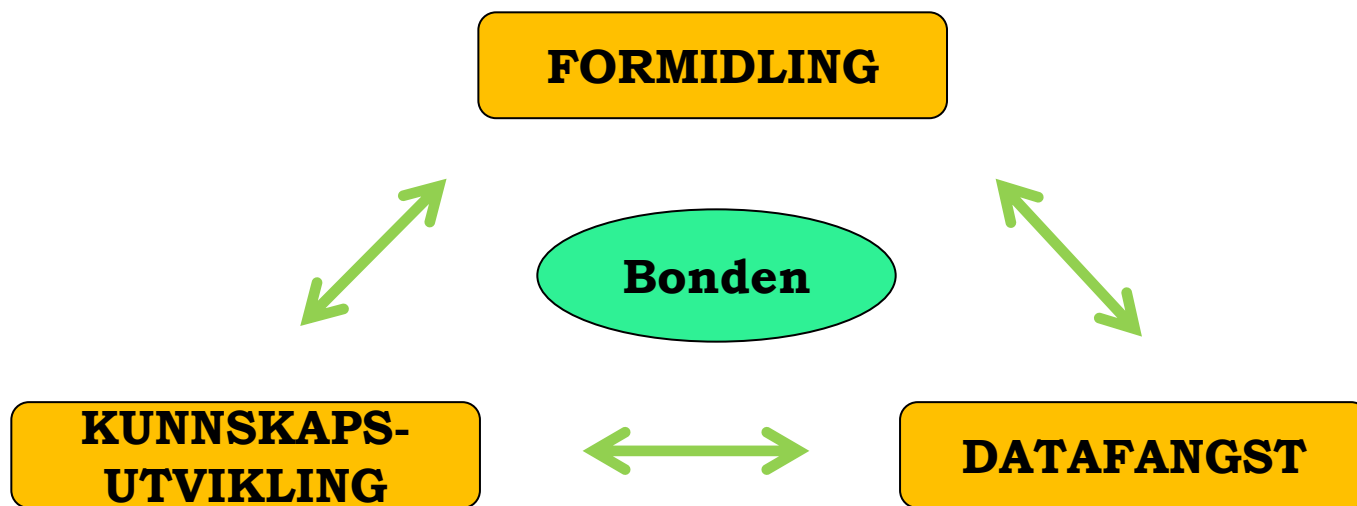 FORMIDLING
Bonden
KUNNSKAPS-
UTVIKLING
DATAFANGST